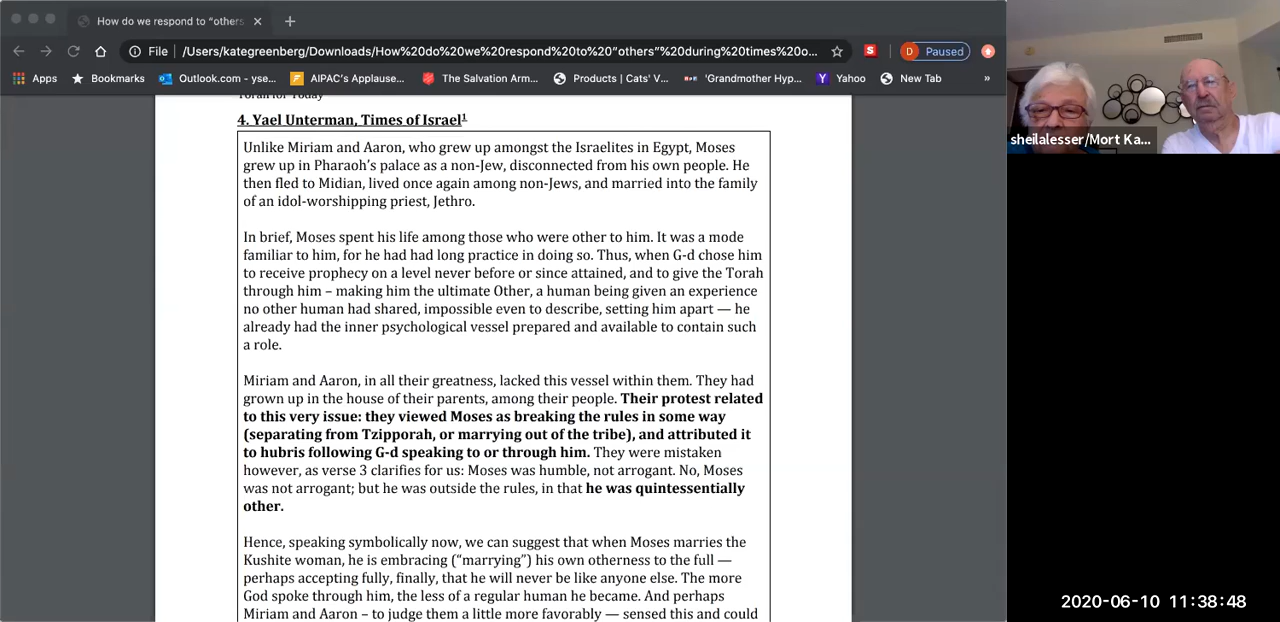 How do we respond to "others
File
/Users/kategreenberg/Downloads/How%20do%20we%20respond%20to%20"others"%20during%20times%20o...
S
D
Paused
Apps
Bookmarks
Outlook.com - yse...
AIPAC's Applause...
The Salvation Arm...
Products | Cats' V...
'Grandmother Hyp...
Yahoo
New Tab
»
Torah for Today
4. Yael Unterman, Times of Israel1
Unlike Miriam and Aaron, who grew up amongst the Israelites in Egypt, Moses
grew up in Pharaoh's palace as a non-Jew, disconnected from his own people. He
then fled to Midian, lived once again among non-Jews, and married into the family
of an idol-worshipping priest, Jethro.
In brief, Moses spent his life among those who were other to him. It was a mode
familiar to him, for he had had long practice in doing so. Thus, when G-d chose him
to receive prophecy on a level never before or since attained, and to give the Torah
through him – making him the ultimate Other, a human being given an experience
no other human had shared, impossible even to describe, setting him apart — he
already had the inner psychological vessel prepared and available to contain such
a role.
Miriam and Aaron, in all their greatness, lacked this vessel within them. They had
grown up in the house of their parents, among their people. Their protest related
to this very issue: they viewed Moses as breaking the rules in some way
(separating from Tzipporah, or marrying out of the tribe), and attributed it
to hubris following G-d speaking to or through him. They were mistaken
however, as verse 3 clarifies for us: Moses was humble, not arrogant. No, Moses
was not arrogant; but he was outside the rules, in that he was quintessentially
other.
Hence, speaking symbolically now, we can suggest that when Moses marries the
Kushite woman, he is embracing ("marrying") his own otherness to the full —
perhaps accepting fully, finally, that he will never be like anyone else. The more
God spoke through him, the less of a regular human he became. And perhaps
Miriam and Aaron – to judge them a little more favorably — sensed this and could
sheilalesser/Mort Ka...
2020-06-10 11:38:48